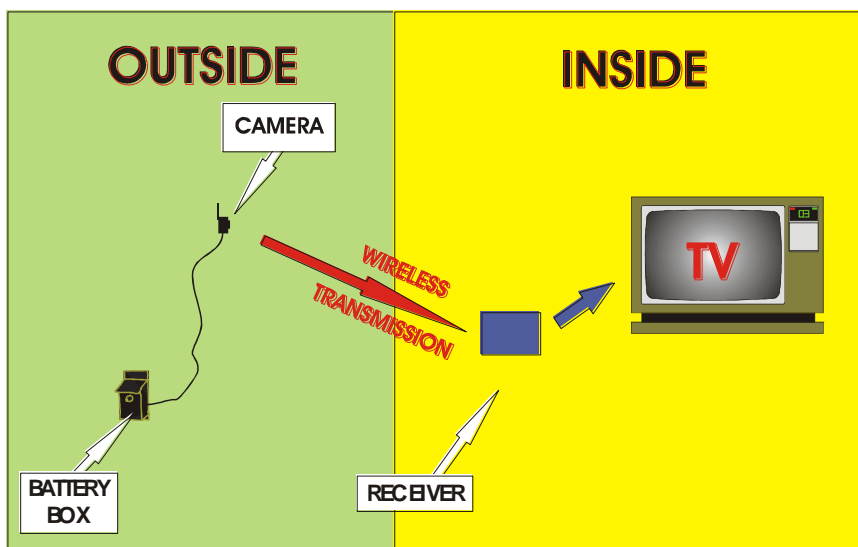 OUTSIDE
INSIDE
CAMERA
03
TV
WIRELESS
TRANSMISSION
BATTERY
BOX
RECEIVER